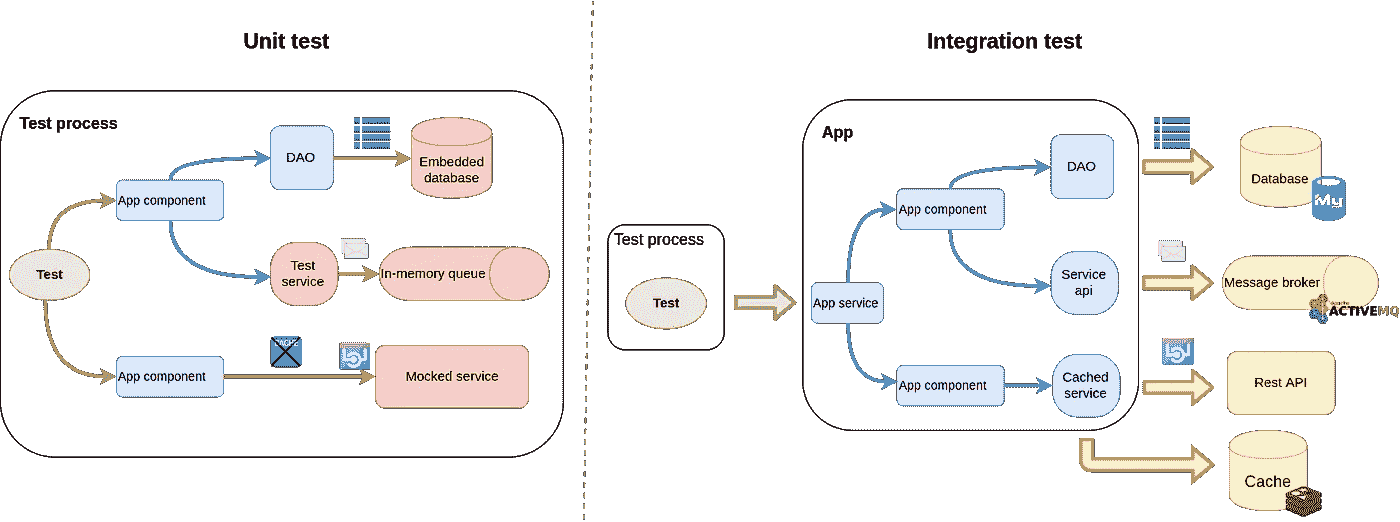 Unit test
Test process
DAO
Embedded
database
App component
Test
service
In-memory queue
Test
CACHE
App component
Mocked service
Integration test
App
DAO
Database
My
App component
Test process
Test
App service
Service
api
Message broker
ACTIVEMQ
App component
Cached
service
Rest API
Cache